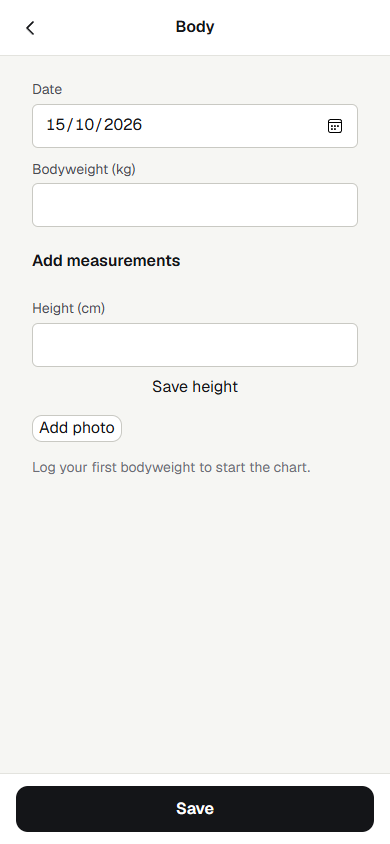 Body
Date
15/10/2026
Bodyweight (kg)
Add measurements
Height (cm)
Save height
Add photo
Log your first bodyweight to start the chart.
Save